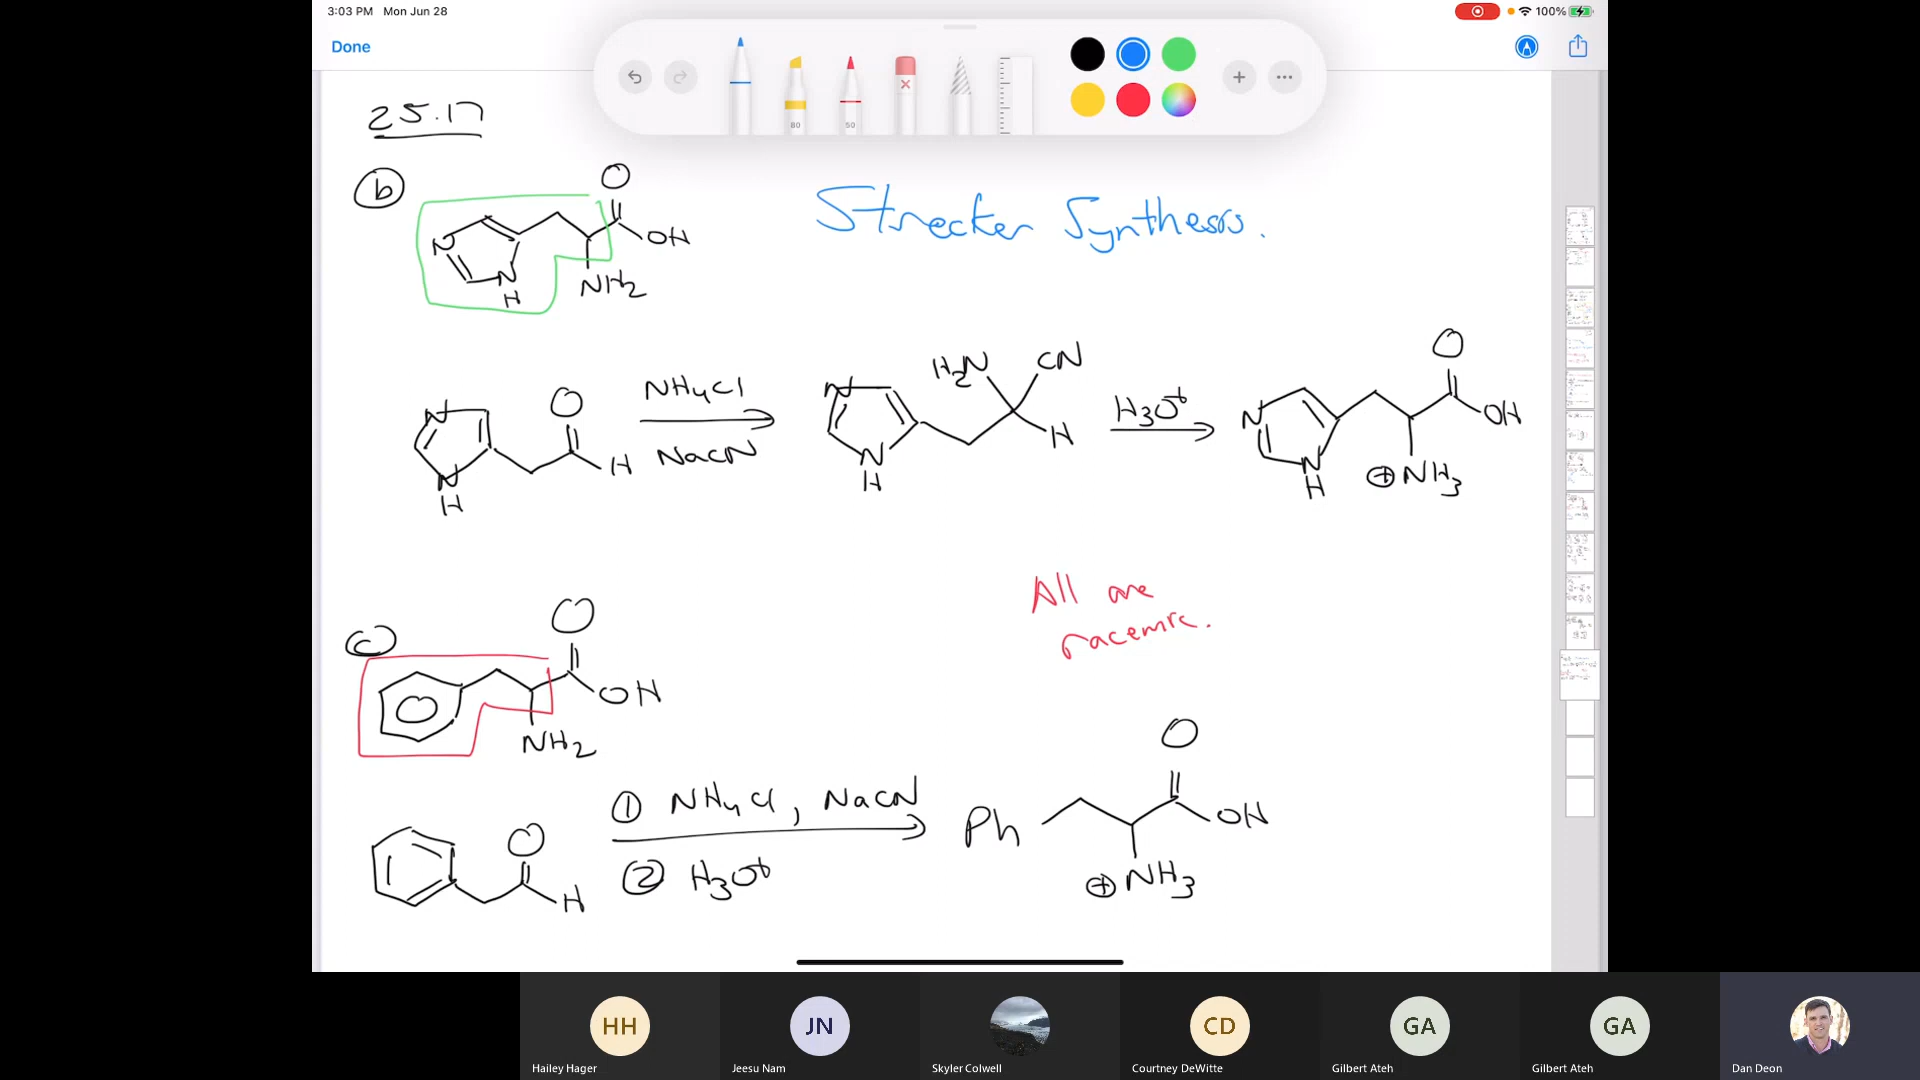 3:03 PM Mon Jun 28
100%
Done
80
50
25.17
b
O
OH
NH2
N
N
H
Strecker Synthesis.
N
N
H
O
H
NH4Cl
NaCN
N
N
H
H2N
CN
H
H3O+
N
N
H
O
OH
⊕NH3
All are
racemic.
c
O
OH
NH2
O
H
① NH4Cl, NaCN
② H3O+
Ph
O
OH
⊕NH3
HH
JN
CD
GA
GA
Hailey Hager
Jeesu Nam
Skyler Colwell
Courtney DeWitte
Gilbert Ateh
Gilbert Ateh
Dan Deon